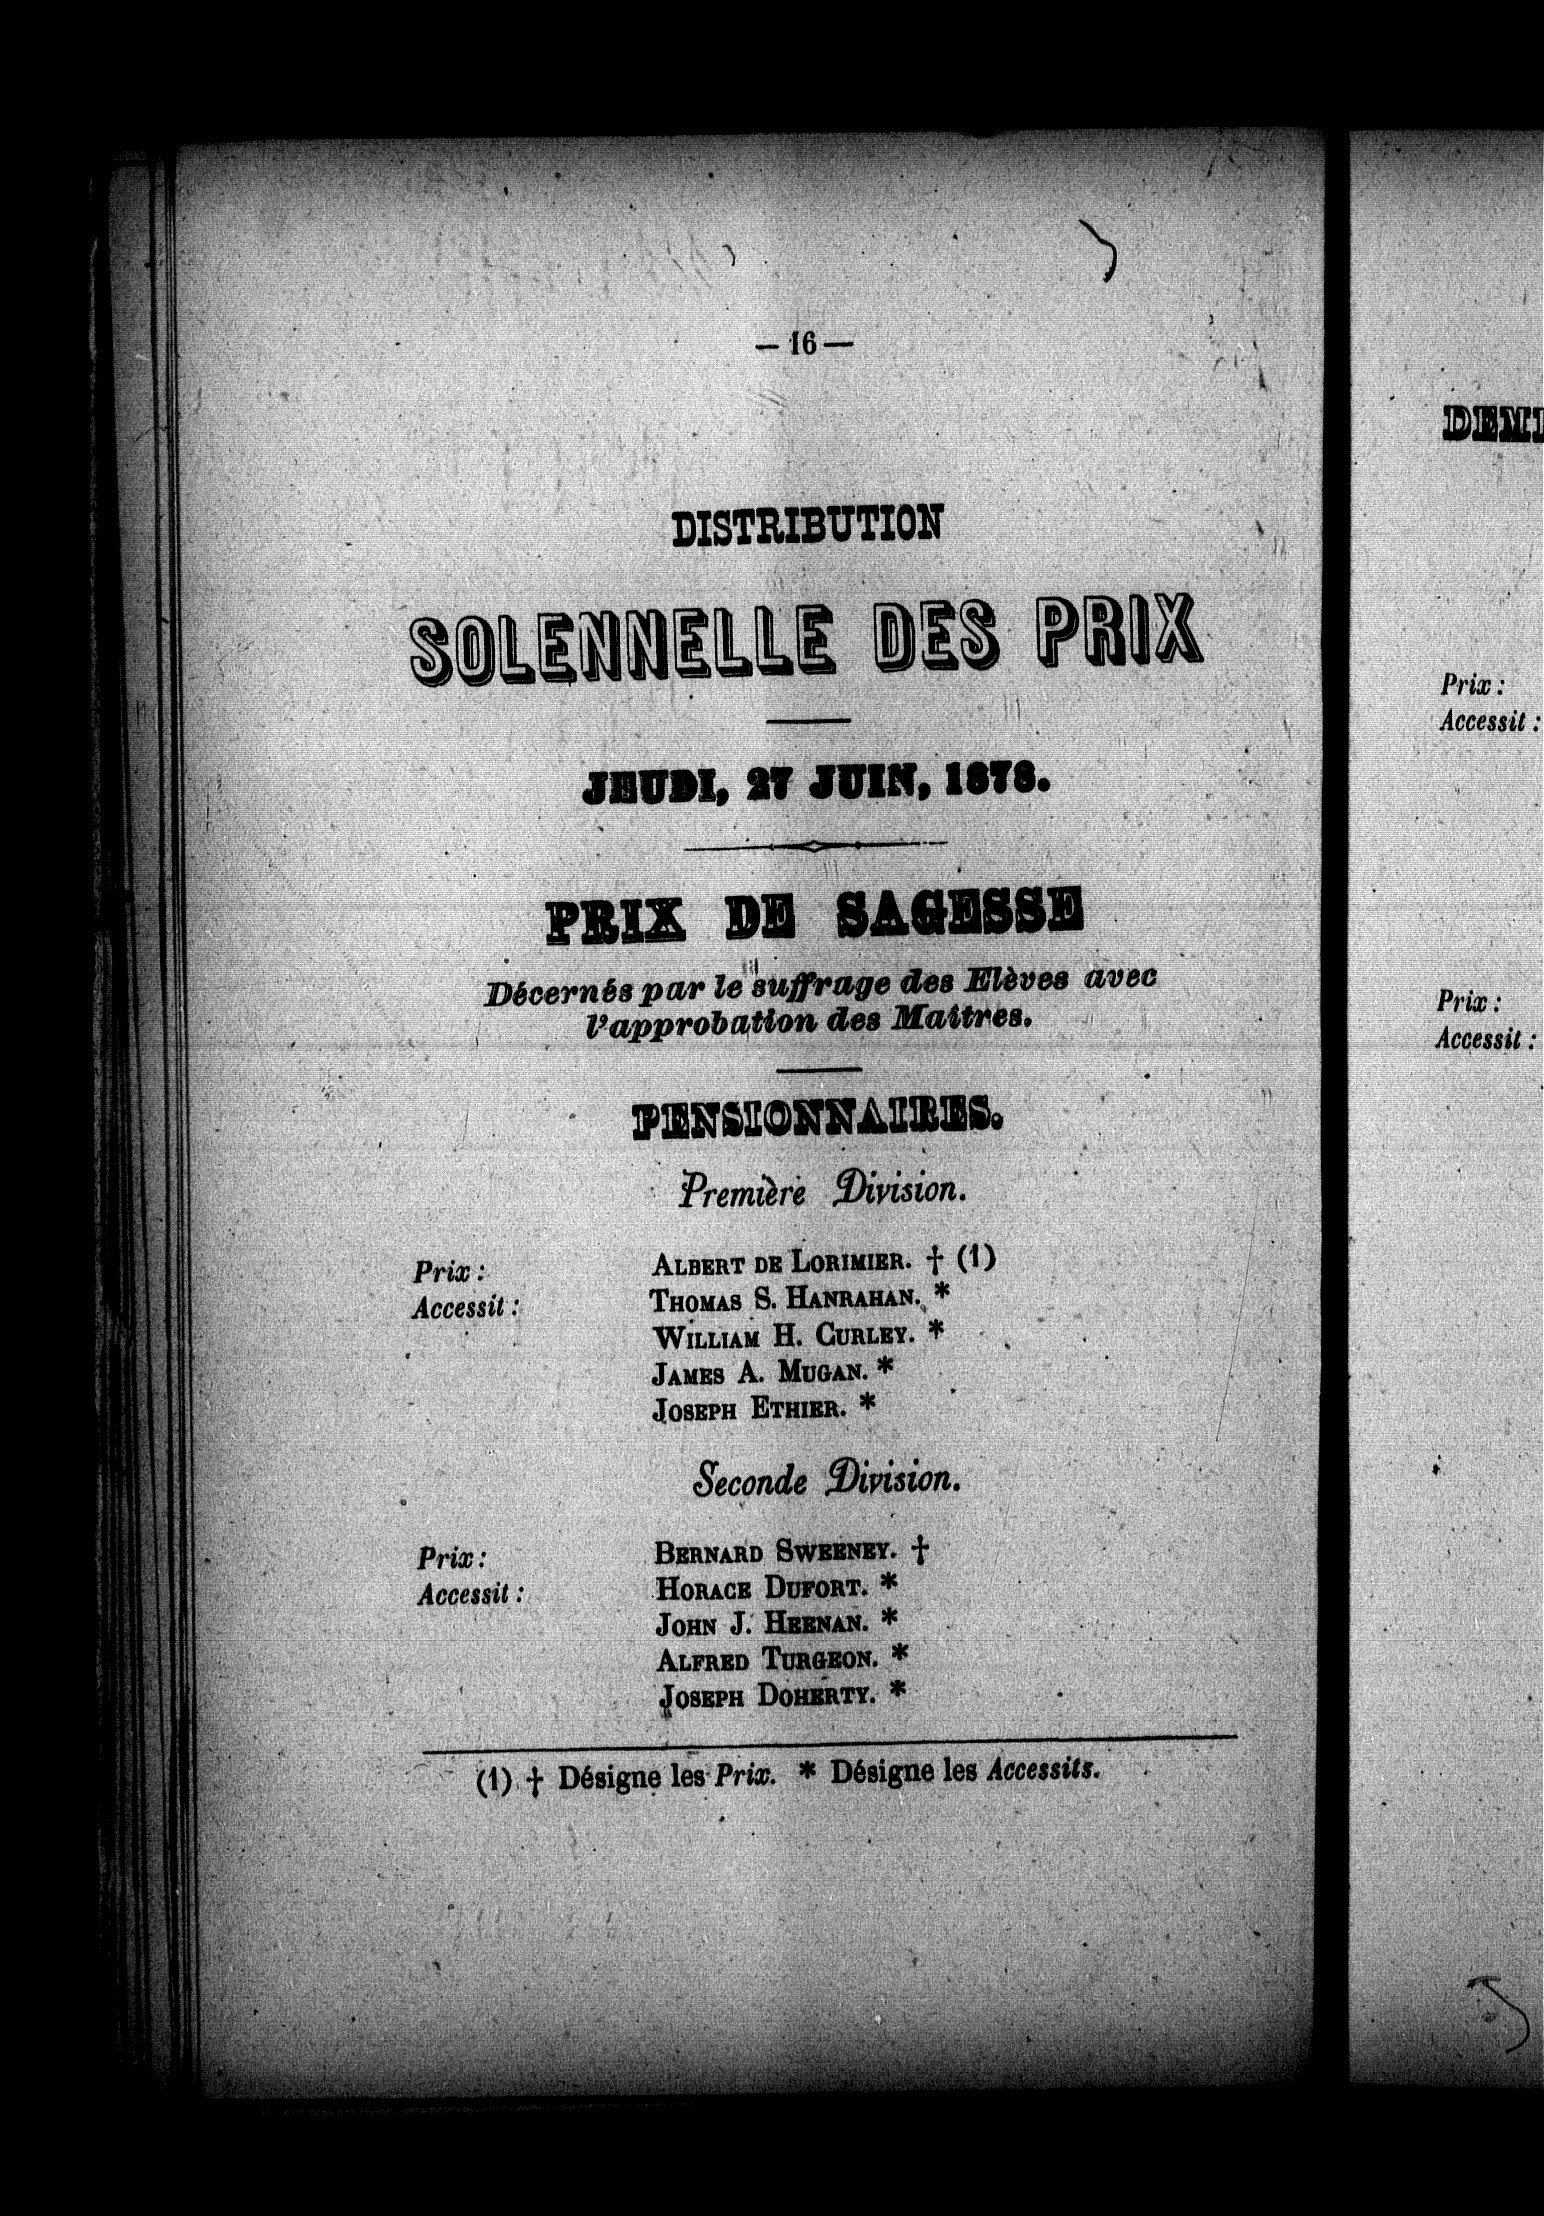 — 16 —
DISTRIBUTION
SOLENNELLE DES PRIX
JEUDI, 27 JUIN, 1878.
PRIX DE SAGESSE
Décernés par le suffrage des Elèves avec
l'approbation des Maîtres.
PENSIONNAIRES.
Première Division.
Prix : ALBERT DE LORIMIER. † (1)
Accessit : THOMAS S. HANRAHAN. *
WILLIAM H. CURLEY. *
JAMES A. MUGAN. *
JOSEPH ETHIER. *
Seconde Division.
Prix : BERNARD SWEENEY. †
Accessit : HORACE DUFORT. *
JOHN J. HEENAN. *
ALFRED TURGEON. *
JOSEPH DOHERTY. *
(1) † Désigne les Prix. * Désigne les Accessits.
DEMI
Prix :
Accessit :
Prix :
Accessit :